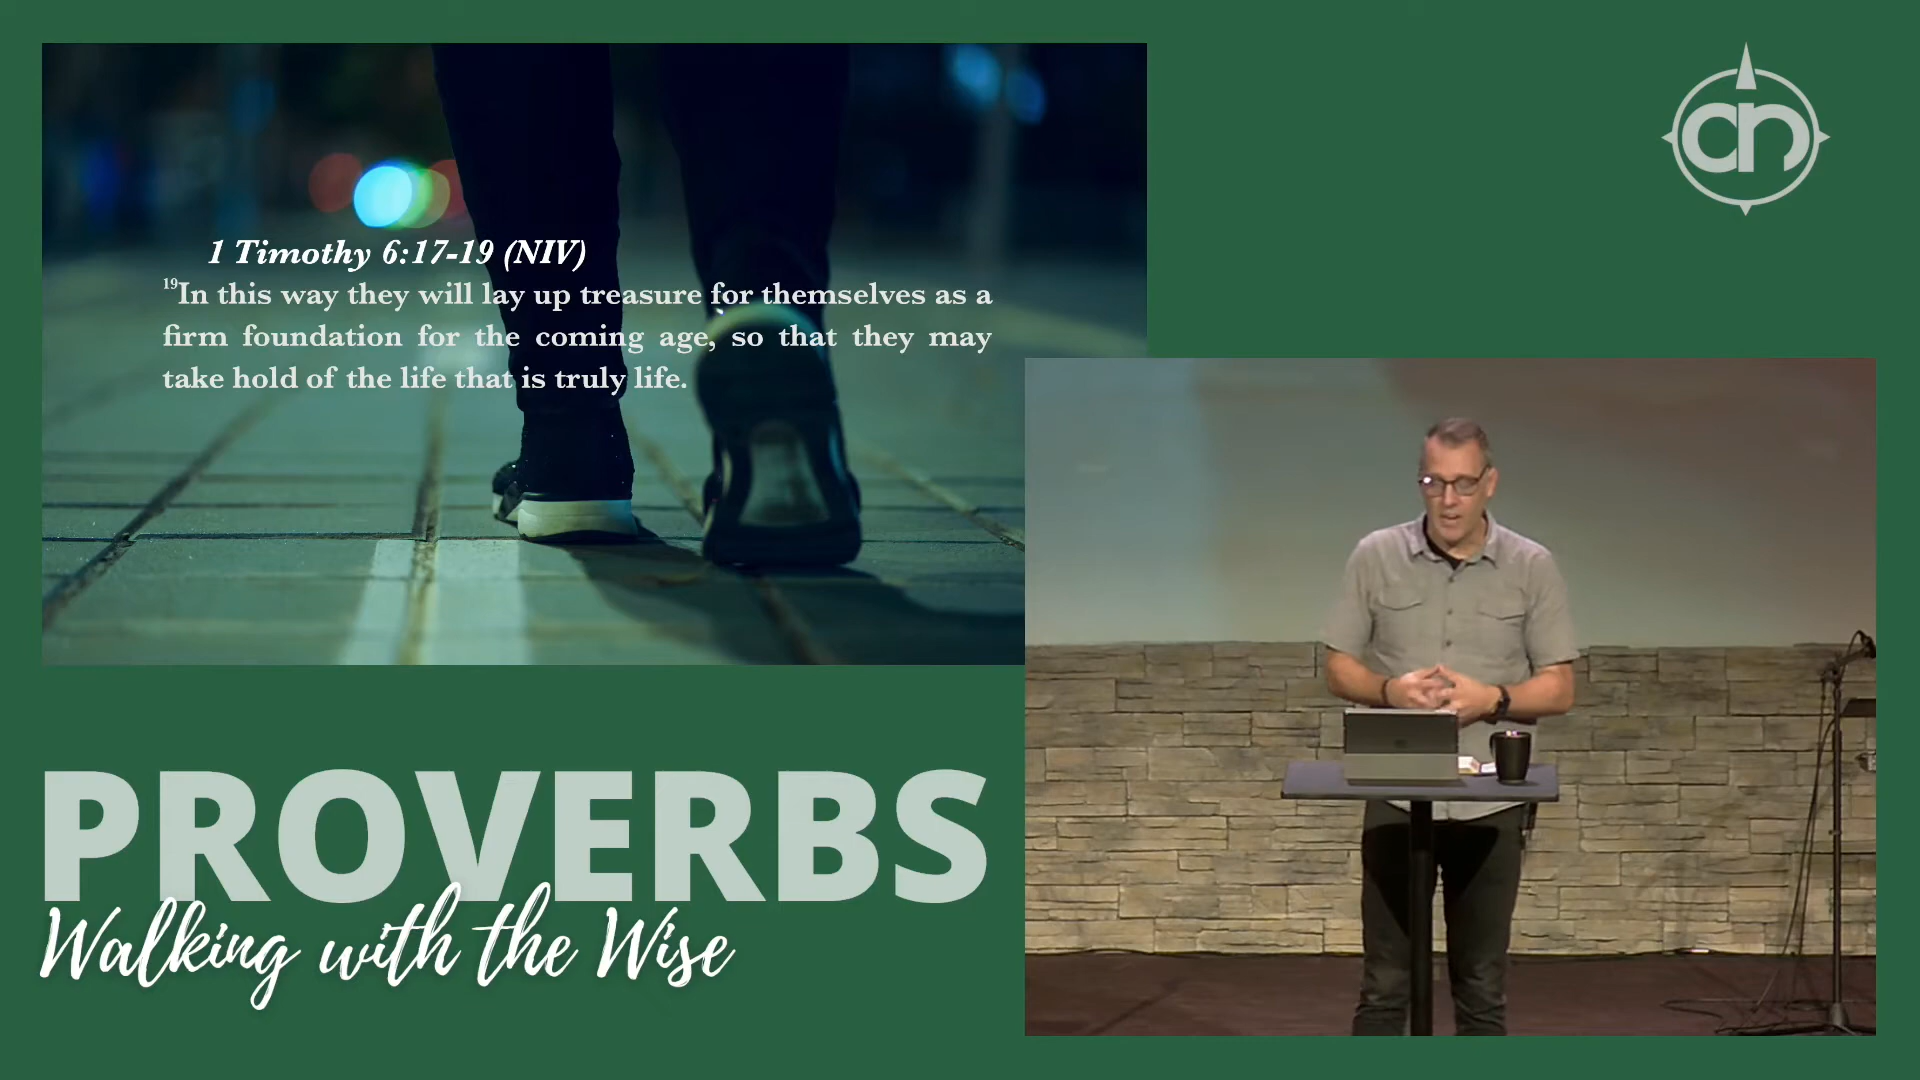 1 Timothy 6:17-19 (NIV)
19In this way they will lay up treasure for themselves as a
firm foundation for the coming age, so that they may
take hold of the life that is truly life.
cn
PROVERBS
Walking with the Wise